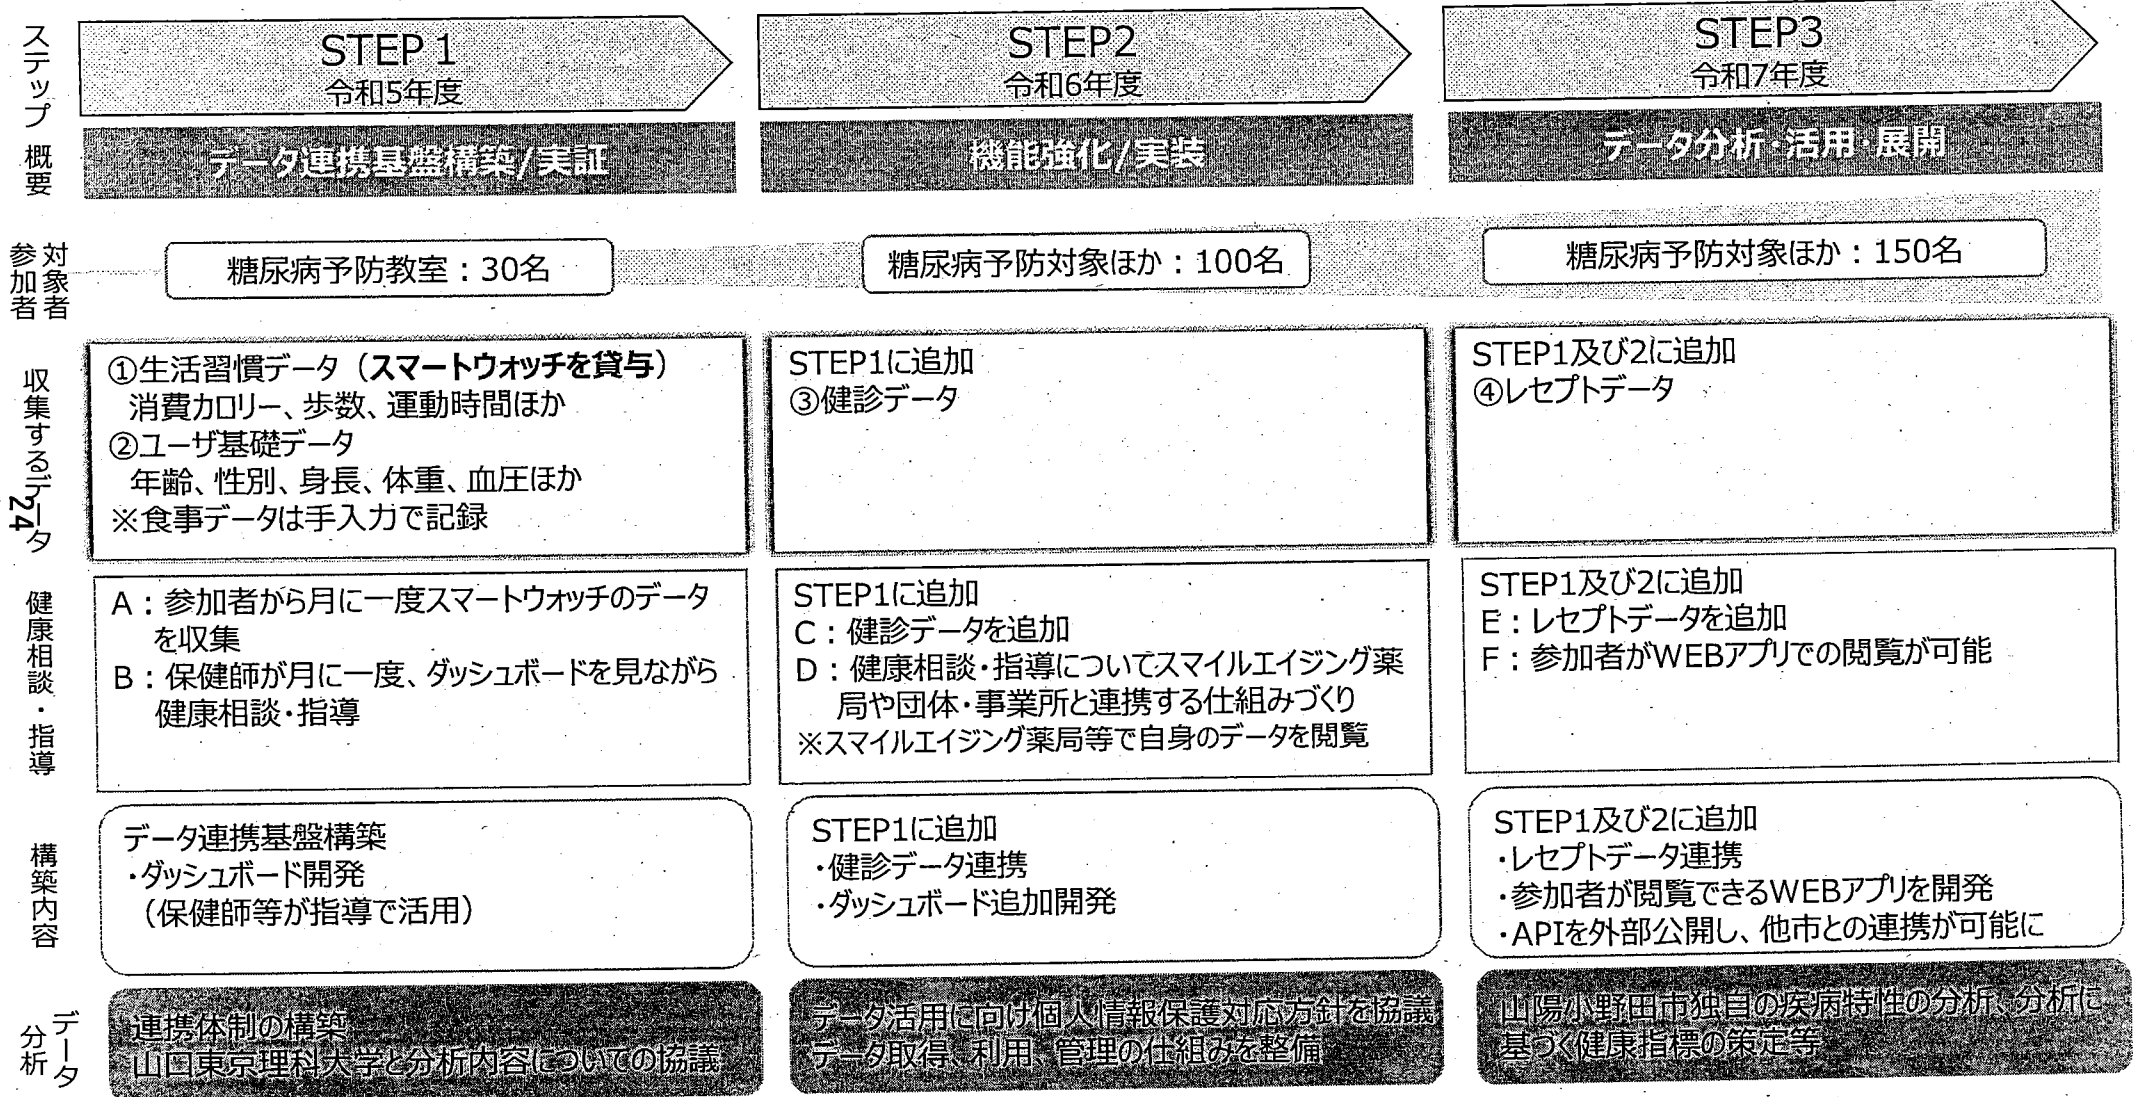 ステップ 概要
STEP1
令和5年度
STEP2
令和6年度
STEP3
令和7年度
データ連携基盤構築/実証
機能強化/実装
データ分析・活用・展開
対象者
参加者
糖尿病予防教室：30名
糖尿病予防対象ほか：100名
糖尿病予防対象ほか：150名
収集するデータ
①生活習慣データ（スマートウォッチを貸与）
消費カロリー、歩数、運動時間ほか
②ユーザ基礎データ
年齢、性別、身長、体重、血圧ほか
※食事データは手入力で記録
STEP1に追加
③健診データ
STEP1及び2に追加
④レセプトデータ
24
健康相談・指導
A：参加者から月に一度スマートウォッチのデータ
を収集
B：保健師が月に一度、ダッシュボードを見ながら
健康相談・指導
STEP1に追加
C：健診データを追加
D：健康相談・指導についてスマイルエイジング薬
局や団体・事業所と連携する仕組みづくり
※スマイルエイジング薬局等で自身のデータを閲覧
STEP1及び2に追加
E：レセプトデータを追加
F：参加者がWEBアプリでの閲覧が可能
構築内容
データ連携基盤構築
・ダッシュボード開発
（保健師等が指導で活用）
STEP1に追加
・健診データ連携
・ダッシュボード追加開発
STEP1及び2に追加
・レセプトデータ連携
・参加者が閲覧できるWEBアプリを開発
・APIを外部公開し、他市との連携が可能に
データ
分析
連携体制の構築
山口東京理科大学と分析内容についての協議
データ活用に向け個人情報保護対応方針を協議
データ取得、利用、管理の仕組みを整備
山陽小野田市独自の疾病特性の分析、分析に
基づく健康指標の策定等